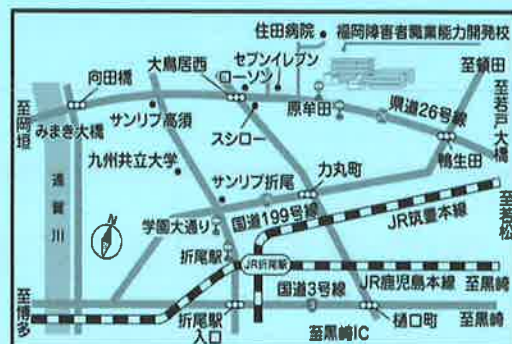 住田病院
福岡障害者職業能力開発校
セブンイレブン
ローソン
大鳥居西
向田橋
至頓田
至岡垣
みまき大橋
サンリブ高須
スシロー
原牟田
県道26号線
至若戸大橋
鴨生田
九州共立大学
サンリブ折尾
力丸町
遠賀川
学園大通り
国道199号線
JR筑豊本線
至若松
N
折尾駅
JR折尾駅
JR鹿児島本線
至黒崎
国道3号線
至博多
折尾駅入口
至黒崎IC
樋口町
至黒崎